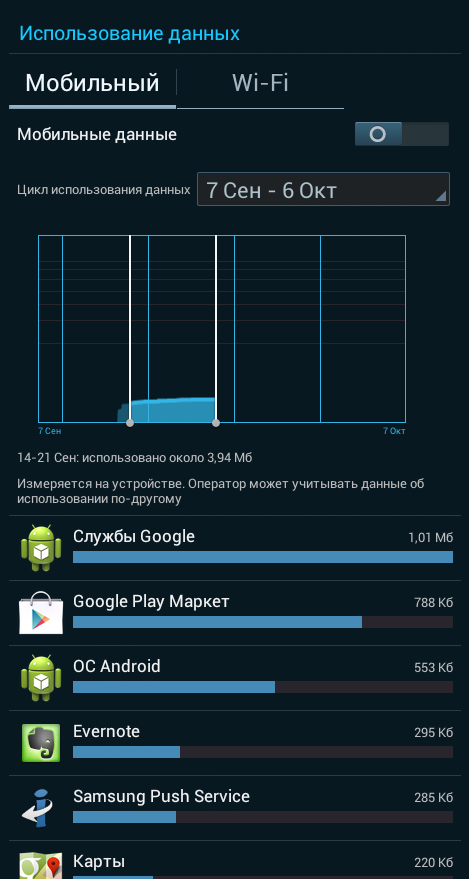 Использование данных
Мобильный
Wi-Fi
Мобильные данные
Цикл использования данных
7 Сен - 6 Окт
7 Сен
7 Окт
14-21 Сен: использовано около 3,94 Мб
Измеряется на устройстве. Оператор может учитывать данные об
использовании по-другому
Службы Google
1,01 Мб
Google Play Маркет
788 Кб
ОС Android
553 Кб
Evernote
295 Кб
Samsung Push Service
285 Кб
Карты
220 Кб